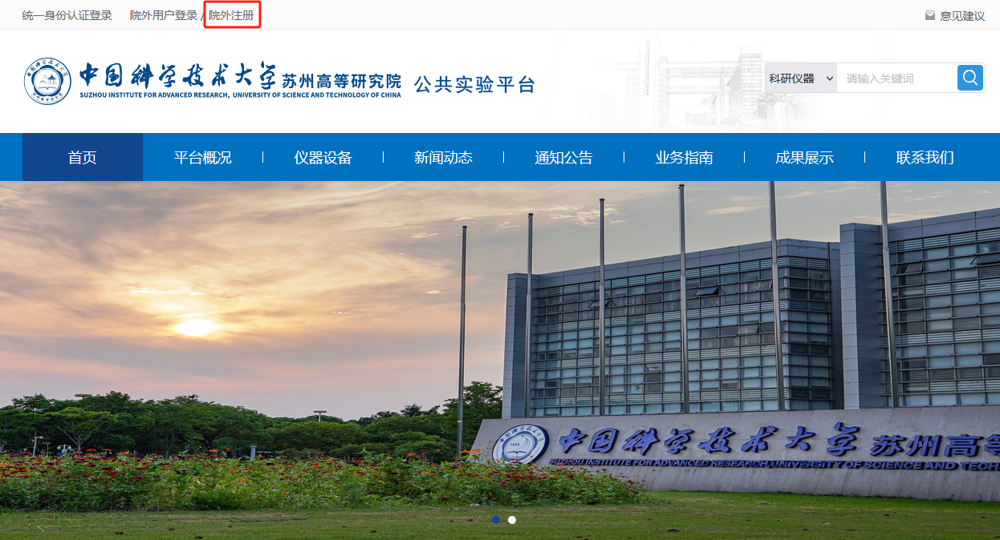 统一身份认证登录 院外用户登录 / 院外注册 意见建议
中国科学技术大学 苏州高等研究院 公共实验平台
SUZHOU INSTITUTE FOR ADVANCED RESEARCH, UNIVERSITY OF SCIENCE AND TECHNOLOGY OF CHINA
科研仪器 请输入关键词
首页 平台概况 仪器设备 新闻动态 通知公告 业务指南 成果展示 联系我们
中国科学技术大学 苏州高等
SUZHOU INSTITUTE FOR ADVANCED RESEARCH, UNIVERSITY OF SCIENCE AND TECH